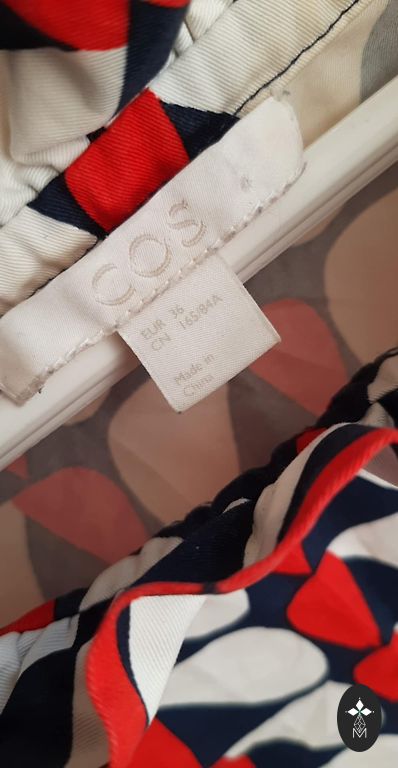 COS
EUR 36
CN 165/84A
Made in
China